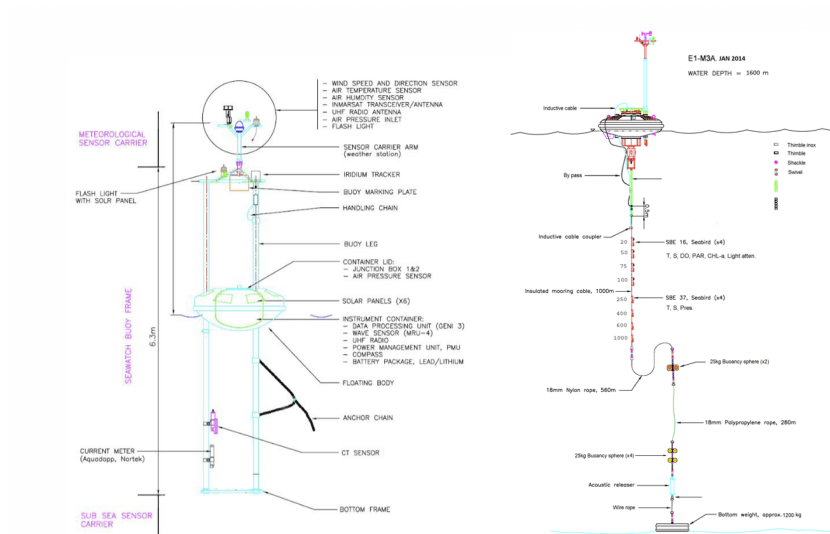 - WIND SPEED AND DIRECTION SENSOR
- AIR TEMPERATURE SENSOR
- AIR HUMDITY SENSOR
- INMARSAT TRANSCEIVER/ANTENNA
- UHF RADIO ANTENNA
- AIR PRESSURE INLET
- FLASH LIGHT
METEOROLOGICAL
SENSOR CARRIER
SENSOR CARRIER ARM
(weather station)
IRIDIUM TRACKER
FLASH LIGHT
WITH SOLR PANEL
BUOY MARKING PLATE
HANDLING CHAIN
BUOY LEG
CONTAINER LID:
- JUNCTION BOX 1&2
- AIR PRESSURE SENSOR
SOLAR PANELS (X6)
SEAWATCH BUOY FRAME
6.3m
INSTRUMENT CONTAINER:
- DATA PROCESSING UNIT (GENI 3)
- WAVE SENSOR (MRU-4)
- UHF RADIO
- POWER MANAGEMENT UNIT, PMU
- COMPASS
- BATTERY PACKAGE, LEAD/LITHIUM
FLOATING BODY
ANCHOR CHAIN
CT SENSOR
CURRENT METER
(Aquadopp, Nortek)
BOTTOM FRAME
SUB SEA SENSOR
CARRIER
E1-M3A, JAN 2014
WATER DEPTH = 1600 m
Inductive cable
Thimble inox
Thimble
Shackle
Swivel
By pass
0.5m
Inductive cable coupler
20
SBE 16, Seabird (x4)
50
T, S, DO, PAR, CHL-a, Light atten.
75
100
Insulated mooring cable, 1000m
250
SBE 37, Seabird (x4)
T, S, Pres.
400
600
1000
25kg Buoancy sphere (x2)
18mm Nylon rope, 560m
18mm Polypropylene rope, 280m
25kg Buoancy sphere (x4)
Acoustic releaser
Wire rope
Bottom weight, approx. 1200 kg